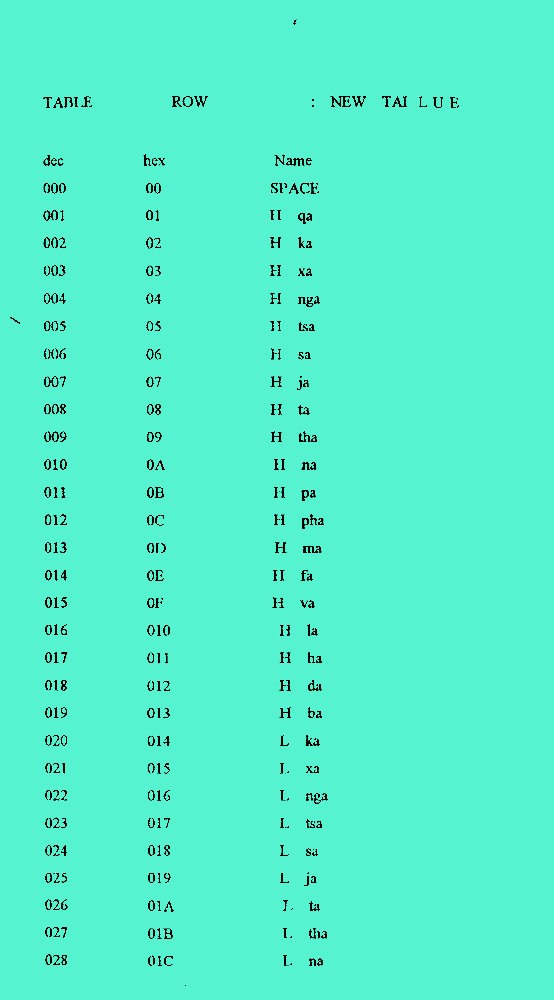 TABLE ROW : NEW TAI L U E
dec hex Name
000 00 SPACE
001 01 H qa
002 02 H ka
003 03 H xa
004 04 H nga
005 05 H tsa
006 06 H sa
007 07 H ja
008 08 H ta
009 09 H tha
010 0A H na
011 0B H pa
012 0C H pha
013 0D H ma
014 0E H fa
015 0F H va
016 010 H la
017 011 H ha
018 012 H da
019 013 H ba
020 014 L ka
021 015 L xa
022 016 L nga
023 017 L tsa
024 018 L sa
025 019 L ja
026 01A L ta
027 01B L tha
028 01C L na